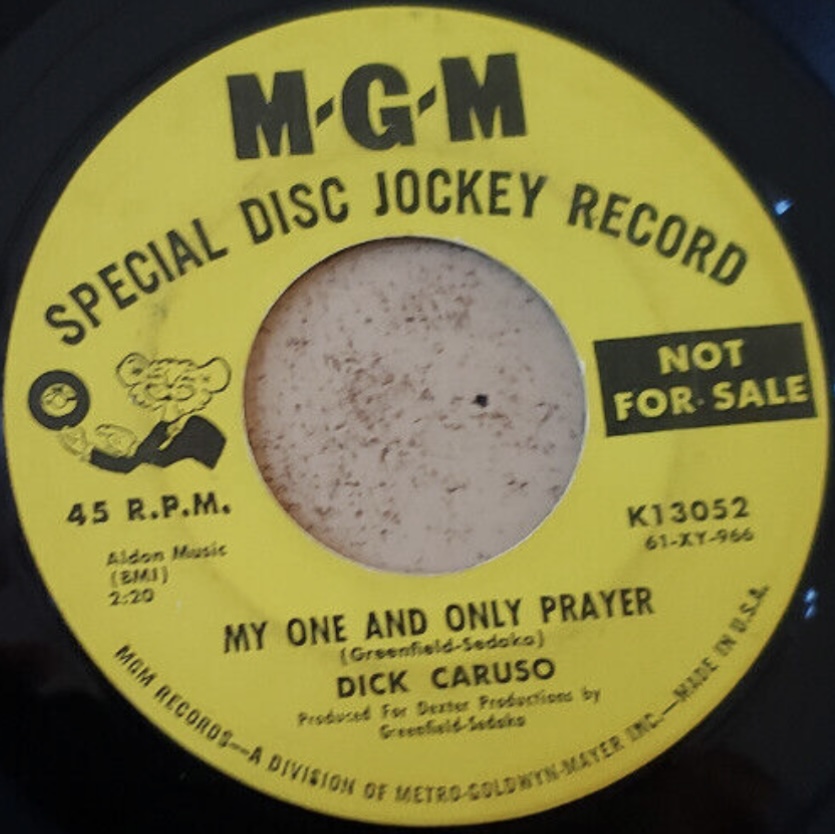 M·G·M
SPECIAL DISC JOCKEY RECORD
NOT
FOR SALE
45 R.P.M.
K13052
61-XY-966
Aldon Music
(BMI)
2:20
MY ONE AND ONLY PRAYER
(Greenfield-Sedaka)
DICK CARUSO
Produced For Dexter Productions by
Greenfield-Sedaka
MGM RECORDS—A DIVISION OF METRO-GOLDWYN-MAYER INC.—MADE IN U.S.A.